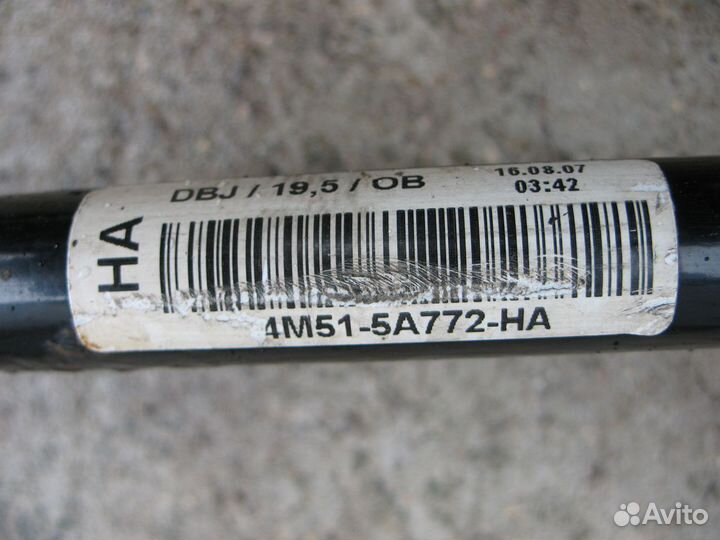 DBJ / 19,5 / OB
16.08.07
03:42
HA
4M51-5A772-HA
Avito